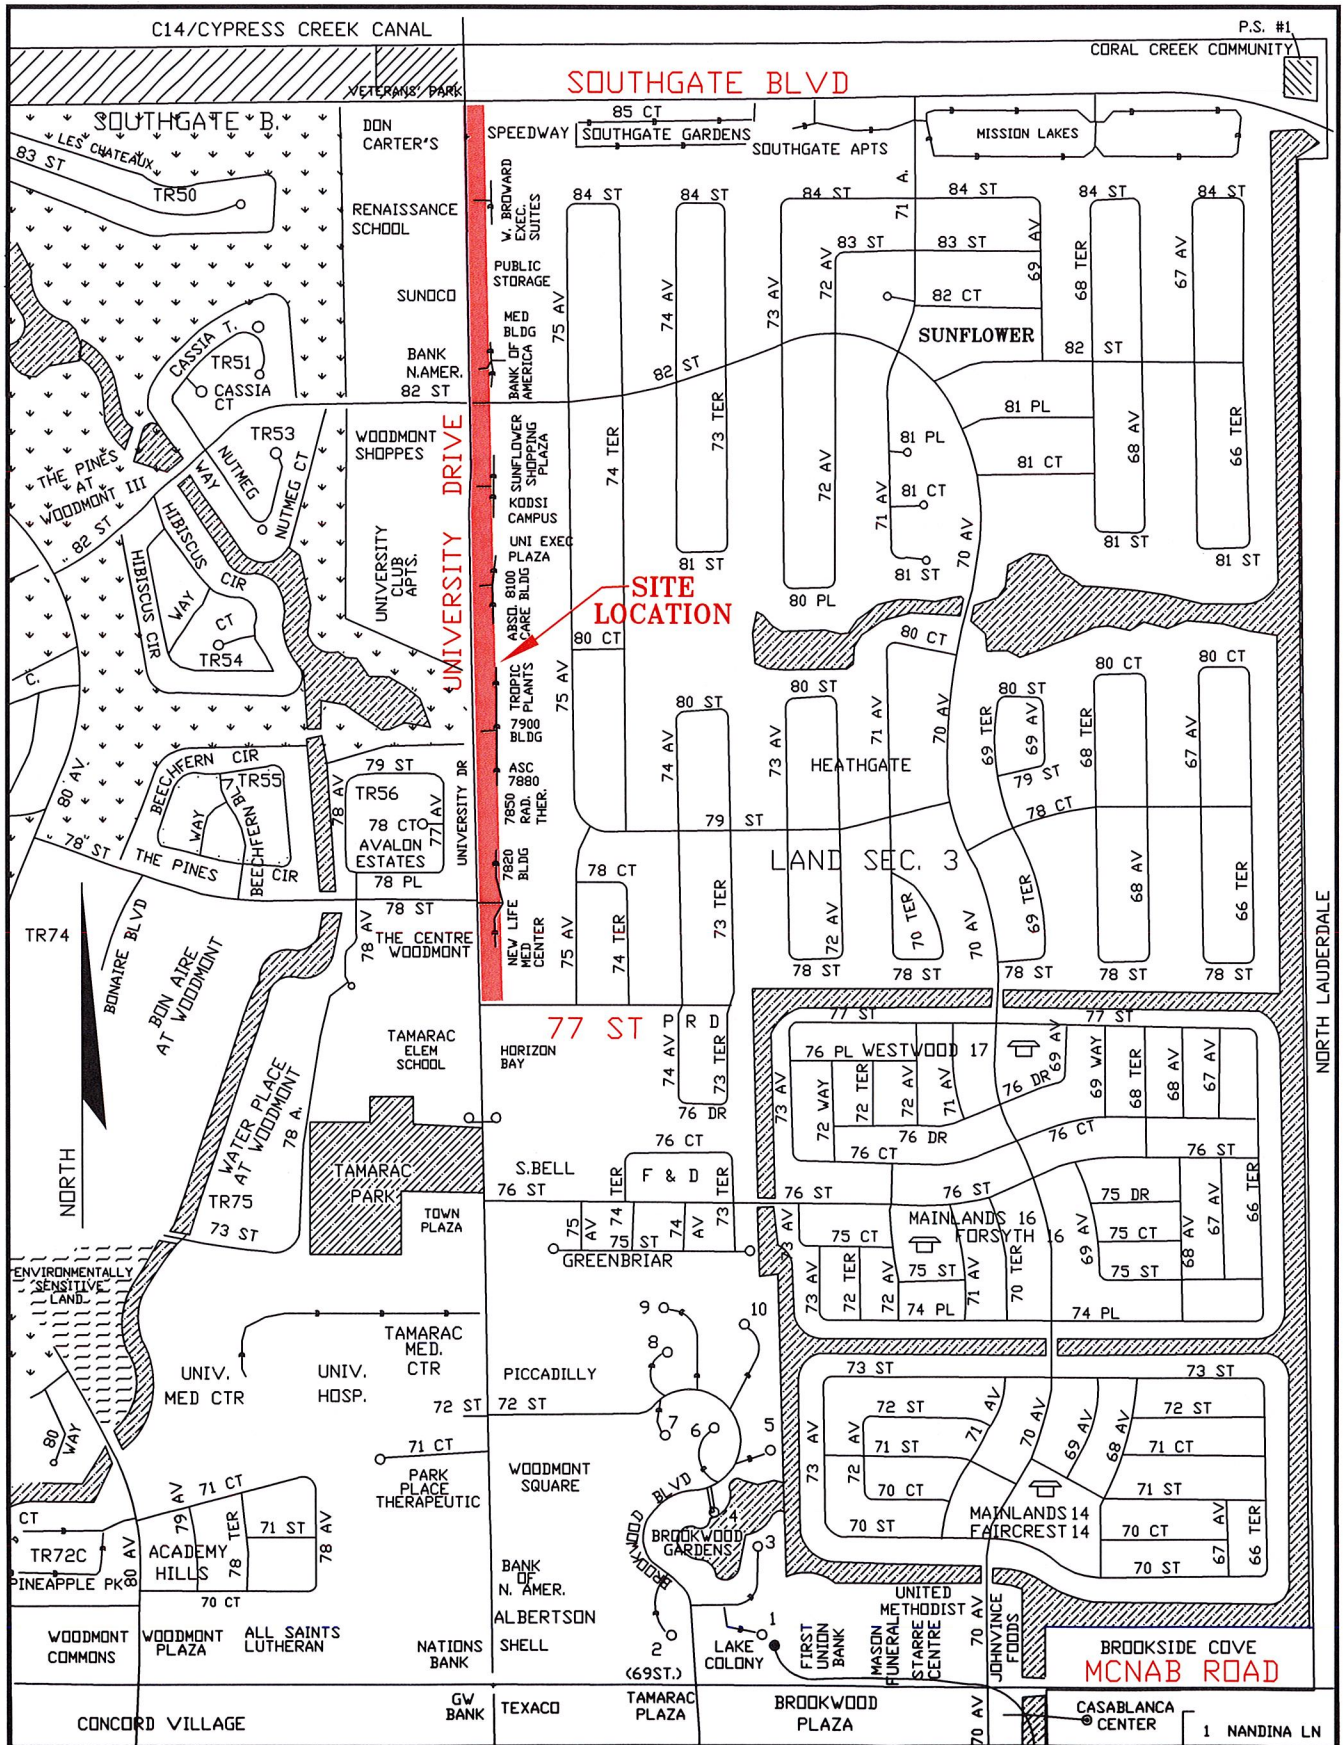 C14/CYPRESS CREEK CANAL
P.S. #1
CORAL CREEK COMMUNITY
VETERANS' PARK
SOUTHGATE BLVD
SOUTHGATE B.
LES CHATEAUX
83 ST
TR50
DON
CARTER'S
SPEEDWAY
85 CT
SOUTHGATE GARDENS
SOUTHGATE APTS
MISSION LAKES
RENAISSANCE
SCHOOL
W. BROWARD
EXEC.
SUITES
84 ST
84 ST
84 ST
71 A.
84 ST
84 ST
84 ST
PUBLIC
STORAGE
SUNOCO
75 AV
74 AV
73 AV
72 AV
83 ST
83 ST
69 AV
68 TER
67 AV
82 CT
SUNFLOWER
MED
BLDG
BANK OF
AMERICA
BANK
N.AMER.
82 ST
82 ST
82 ST
CASSIA T.
TR51
CASSIA
CT
TR53
NUTMEG
WAY
NUTMEG CT
THE PINES
AT
WOODMONT III
82 ST
WOODMONT
SHOPPES
UNIVERSITY DRIVE
SUNFLOWER
SHOPPING
PLAZA
KODSI
CAMPUS
UNI EXEC
PLAZA
74 TER
73 TER
72 AV
81 PL
81 PL
81 CT
81 CT
71 AV
70 AV
68 AV
66 TER
81 ST
81 ST
81 ST
81 ST
80 PL
HIBISCUS CIR
HIBISCUS CIR
WAY
CT
TR54
UNIVERSITY
CLUB
APTS.
ABSO. 8100
CARE BLDG
SITE
LOCATION
TROPIC
PLANTS
7900
BLDG
ASC
7880
7850
RAD.
THER.
7820
BLDG
NEW LIFE
MED
CENTER
80 CT
80 CT
80 CT
80 CT
75 AV
80 ST
80 ST
80 ST
74 AV
73 AV
71 AV
70 AV
69 TER
69 AV
68 TER
67 AV
HEATHGATE
79 ST
78 CT
79 ST
LAND SEC. 3
C.
80 AV
BEECHFERN CIR
TR55
WAY
BEECHFERN BLV
CIR
78 ST
THE PINES
79 ST
78 AV
TR56
78 CT
77 AV
AVALON
ESTATES
78 PL
78 ST
UNIVERSITY DR
78 AV
THE CENTRE
WOODMONT
78 CT
75 AV
74 TER
73 TER
72 AV
70 TER
70 AV
69 TER
68 AV
66 TER
78 ST
78 ST
78 ST
78 ST
78 ST
NORTH LAUDERDALE
TR74
BONAIRE BLVD
BON AIRE
AT WOODMONT
NORTH
WATER PLACE
AT WOODMONT
78 A.
TR75
73 ST
TAMARAC
ELEM
SCHOOL
77 ST
HORIZON
BAY
P R D
74 AV
73 TER
76 DR
77 ST
77 ST
76 PL
WESTWOOD 17
73 AV
72 WAY
72 TER
72 AV
71 AV
76 DR
69 AV
69 WAY
68 TER
68 AV
67 AV
76 DR
76 CT
76 CT
76 CT
76 ST
TAMARAC
PARK
S.BELL
76 ST
TER
F & D
73 TER
76 ST
76 ST
75 AV
74
75 ST
74 AV
GREENBRIAR
TOWN
PLAZA
73 AV
75 CT
MAINLANDS 16
FORSYTH 16
75 DR
75 CT
75 ST
69 AV
68 AV
67 AV
66 TER
73 AV
72 TER
72 AV
75 ST
71 AV
70 TER
74 PL
74 PL
ENVIRONMENTALLY
SENSITIVE
LAND
TAMARAC
MED.
CTR
UNIV.
MED CTR
UNIV.
HOSP.
72 ST
72 ST
PICCADILLY
9
10
8
7
6
5
4
3
2
1
73 ST
73 ST
72 ST
71 ST
70 CT
70 ST
73 AV
72 AV
71 AV
70 AV
69 AV
68 AV
72 ST
71 CT
71 ST
70 CT
70 ST
67 AV
66 TER
MAINLANDS 14
FAIRCREST 14
80 WAY
71 CT
PARK
PLACE
THERAPEUTIC
WOODMONT
SQUARE
BROOKWOOD BLVD
BROOKWOOD
GARDENS
CT
TR72C
PINEAPPLE PK
80 AV
79 AV
71 CT
ACADEMY
HILLS
78 TER
71 ST
78 AV
70 CT
BANK
OF
N. AMER.
ALBERTSON
SHELL
WOODMONT
COMMONS
WOODMONT
PLAZA
ALL SAINTS
LUTHERAN
NATIONS
BANK
(69ST.)
LAKE
COLONY
FIRST
UNION
BANK
MASON
FUNERAL
STARRE
CENTRE
UNITED
METHODIST
70 AV
JOHNVINCE
FOODS
BROOKSIDE COVE
MCNAB ROAD
CONCORD VILLAGE
GW
BANK
TEXACO
TAMARAC
PLAZA
BROOKWOOD
PLAZA
70 AV
CASABLANCA
CENTER
1 NANDINA LN